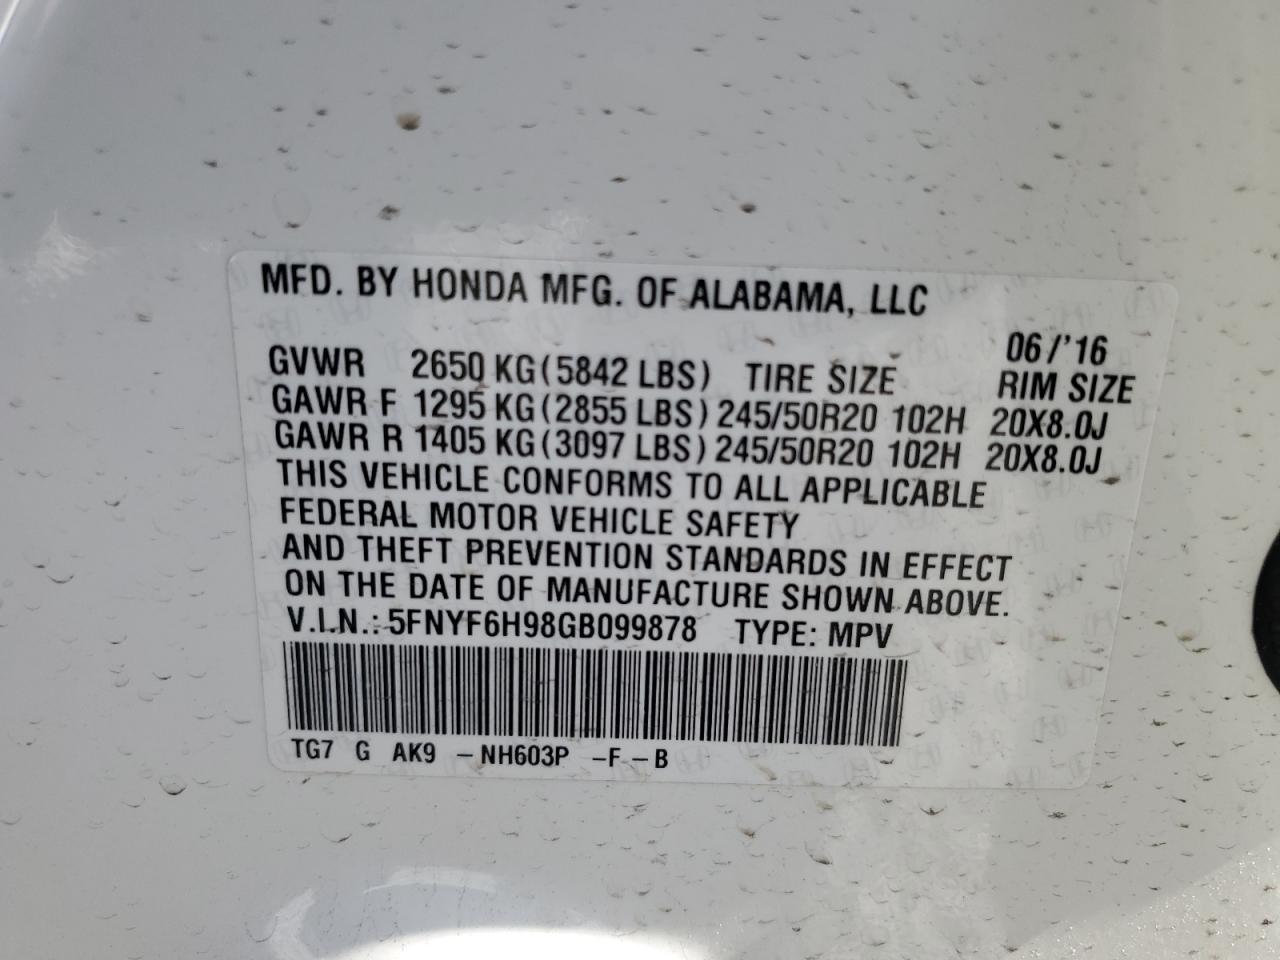 MFD. BY HONDA MFG. OF ALABAMA, LLC
06/'16
GVWR 2650 KG(5842 LBS) TIRE SIZE RIM SIZE
GAWR F 1295 KG(2855 LBS) 245/50R20 102H 20X8.0J
GAWR R 1405 KG(3097 LBS) 245/50R20 102H 20X8.0J
THIS VEHICLE CONFORMS TO ALL APPLICABLE
FEDERAL MOTOR VEHICLE SAFETY
AND THEFT PREVENTION STANDARDS IN EFFECT
ON THE DATE OF MANUFACTURE SHOWN ABOVE.
V.I.N.: 5FNYF6H98GB099878 TYPE: MPV
TG7 G AK9 -NH603P -F-B